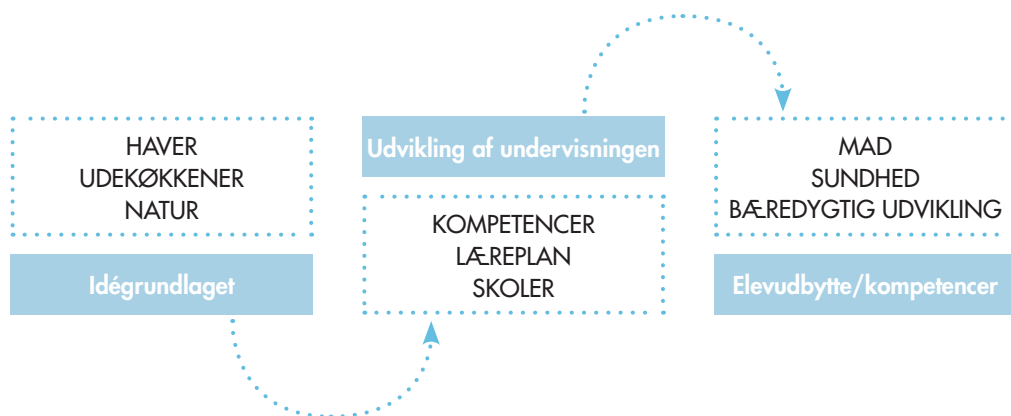 HAVER
UDEKØKKENER
NATUR
Idégrundlaget
Udvikling af undervisningen
KOMPETENCER
LÆREPLAN
SKOLER
MAD
SUNDHED
BÆREDYGTIG UDVIKLING
Elevudbytte/kompetencer